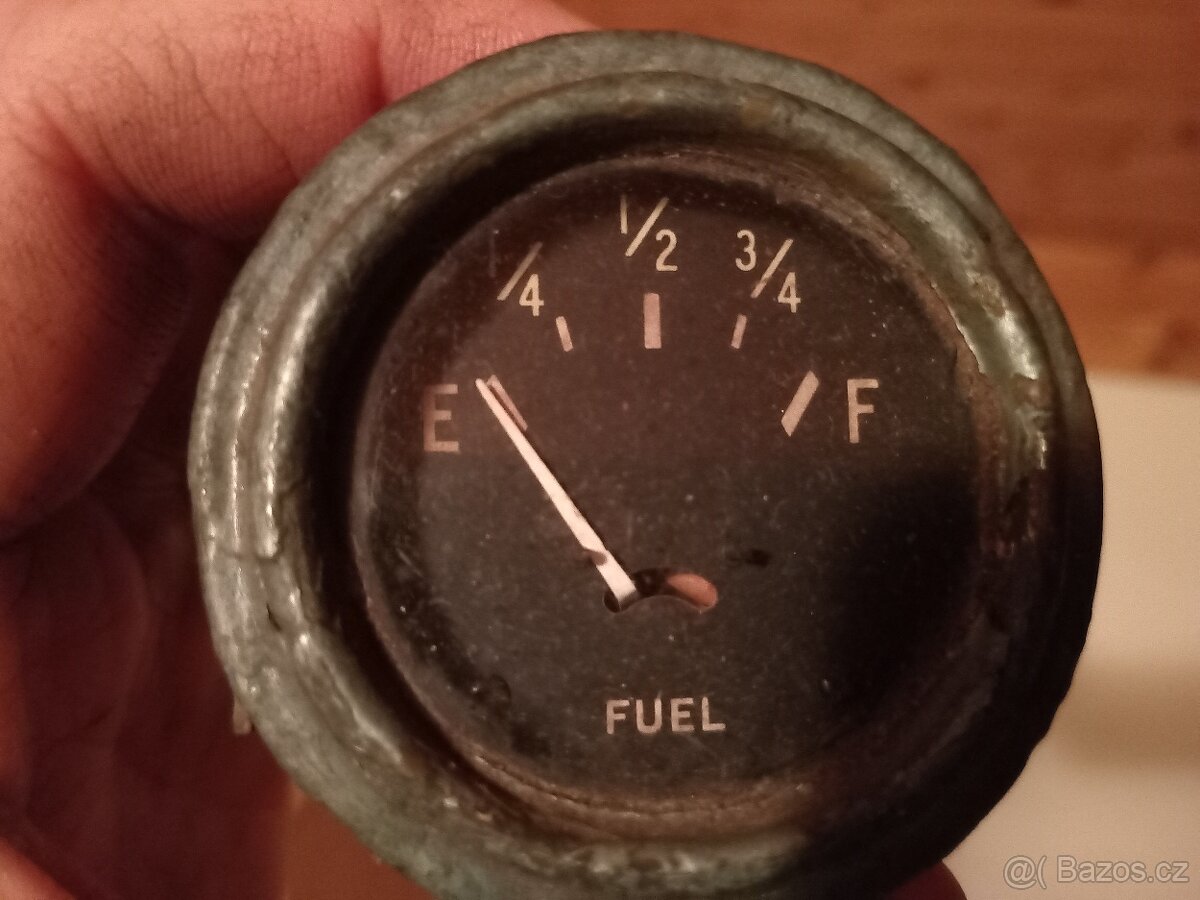 1/4 1/2 3/4
E F
FUEL
@( Bazos.cz